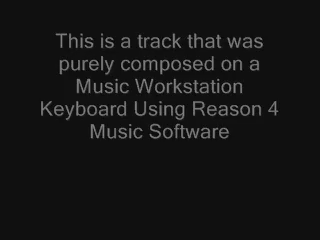 This is a track that was
purely composed on a
Music Workstation
Keyboard Using Reason 4
Music Software